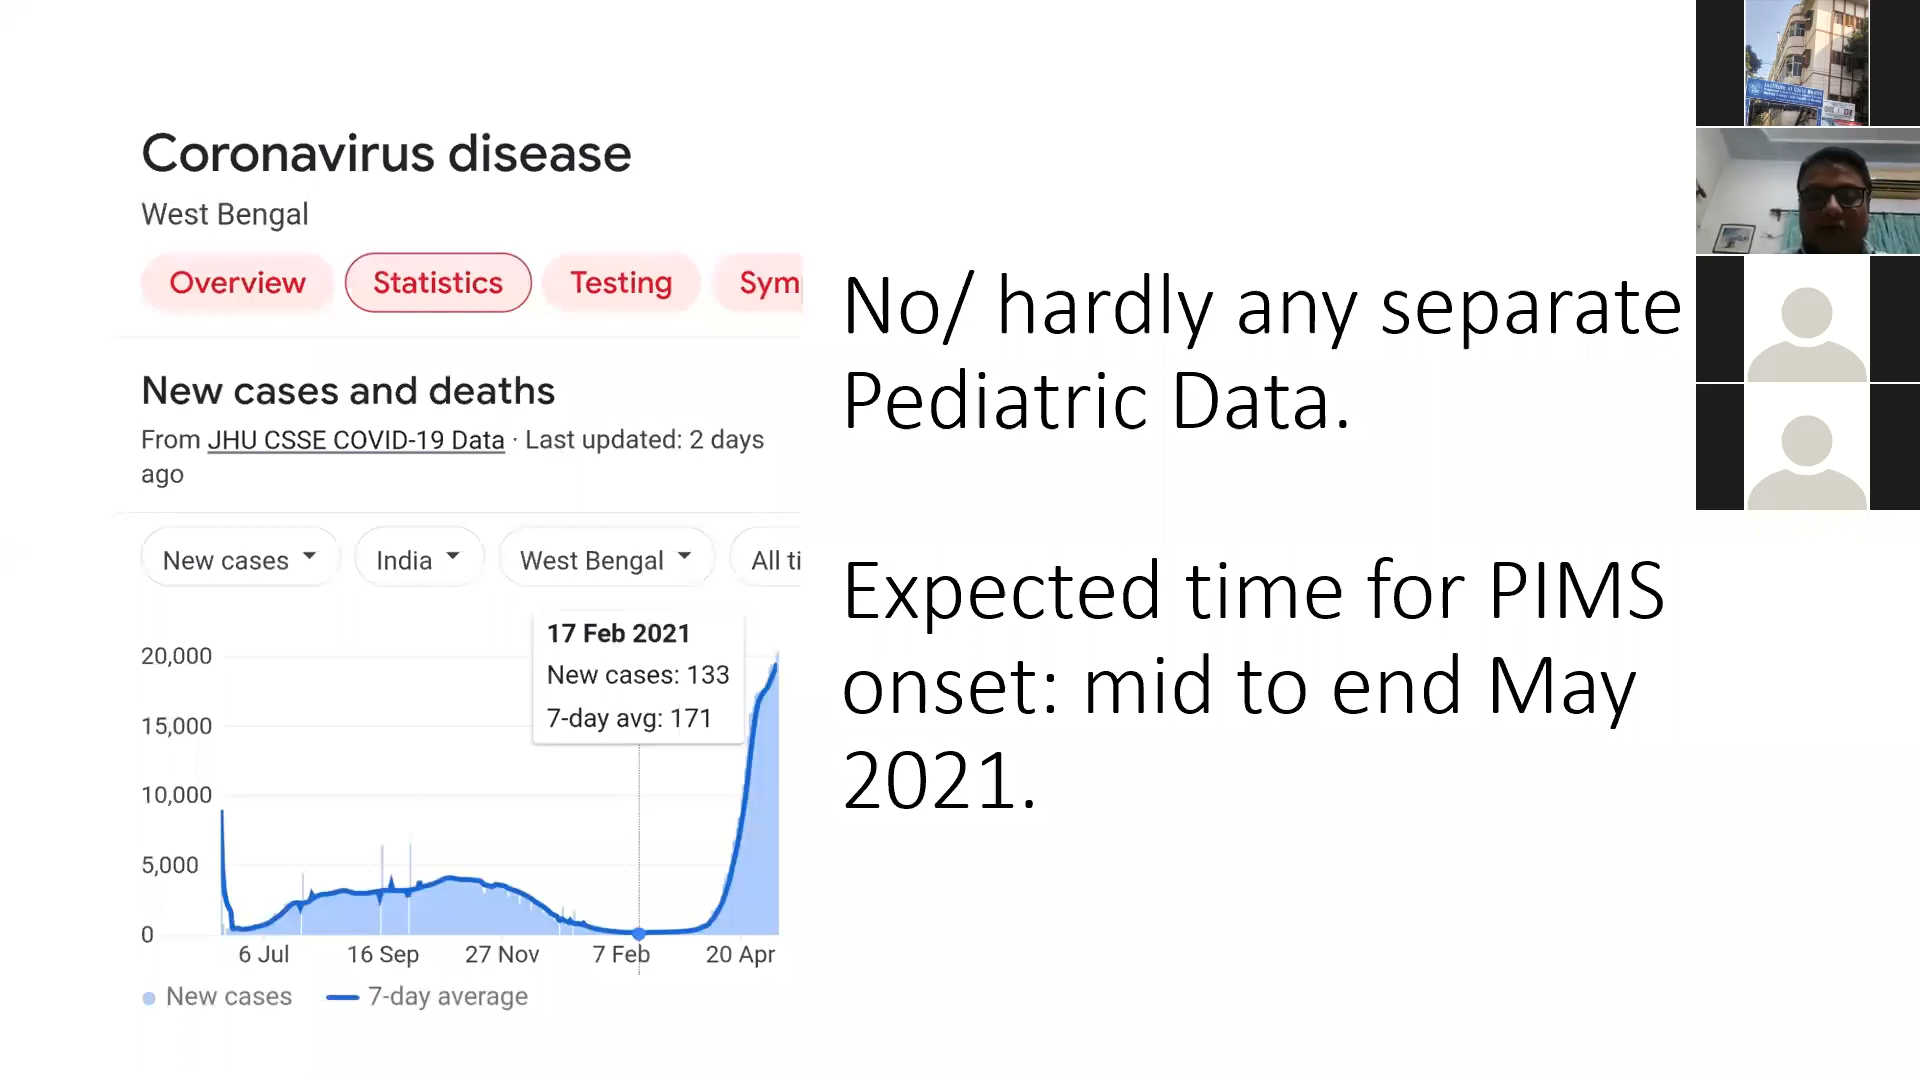 Coronavirus disease
West Bengal
Overview
Statistics
Testing
Sym
New cases and deaths
From JHU CSSE COVID-19 Data · Last updated: 2 days
ago
New cases
India
West Bengal
All ti
17 Feb 2021
New cases: 133
7-day avg: 171
20,000
15,000
10,000
5,000
0
6 Jul
16 Sep
27 Nov
7 Feb
20 Apr
New cases
7-day average
No/ hardly any separate
Pediatric Data.
Expected time for PIMS
onset: mid to end May
2021.
Institute of Child Health